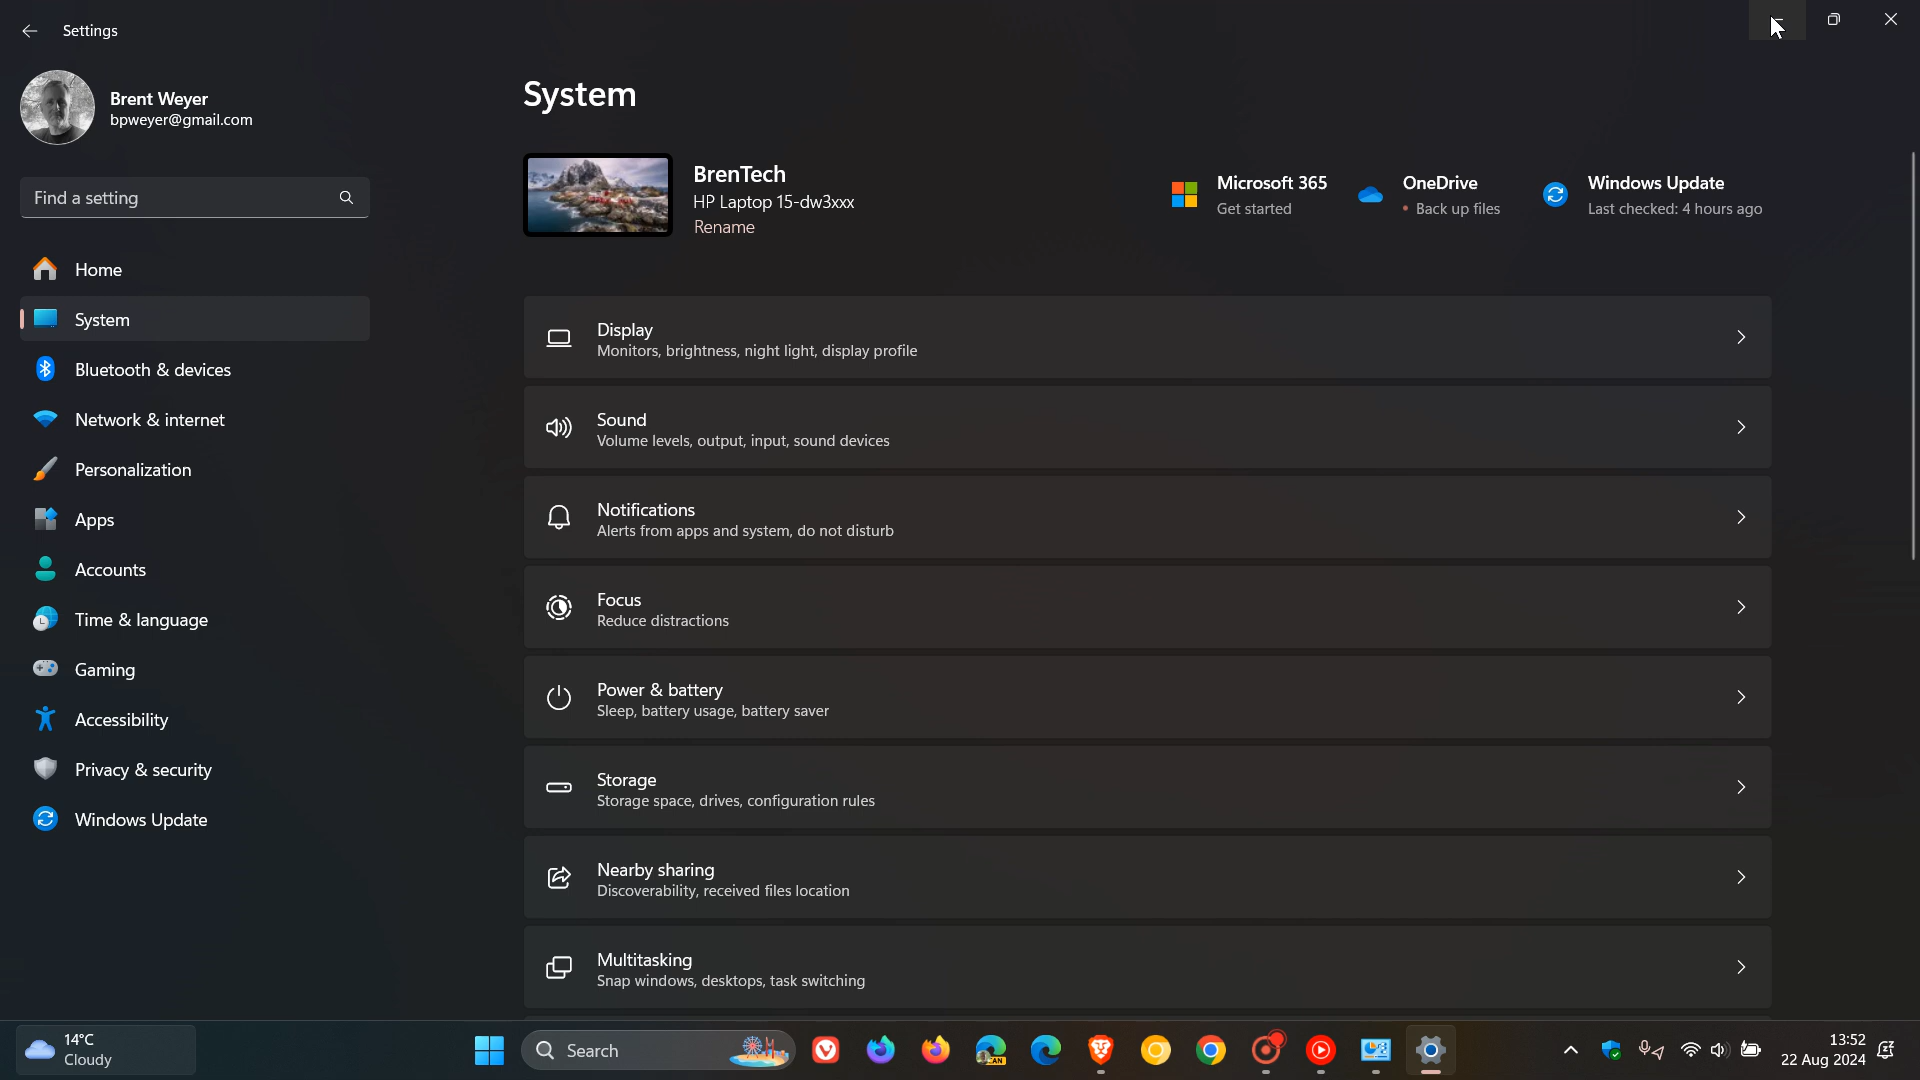 Settings
Brent Weyer
bpweyer@gmail.com
Find a setting
Home
System
Bluetooth & devices
Network & internet
Personalization
Apps
Accounts
Time & language
Gaming
Accessibility
Privacy & security
Windows Update
System
BrenTech
HP Laptop 15-dw3xxx
Rename
Microsoft 365
Get started
OneDrive
• Back up files
Windows Update
Last checked: 4 hours ago
Display
Monitors, brightness, night light, display profile
Sound
Volume levels, output, input, sound devices
Notifications
Alerts from apps and system, do not disturb
Focus
Reduce distractions
Power & battery
Sleep, battery usage, battery saver
Storage
Storage space, drives, configuration rules
Nearby sharing
Discoverability, received files location
Multitasking
Snap windows, desktops, task switching
14°C
Cloudy
Search
CAN
13:52
22 Aug 2024